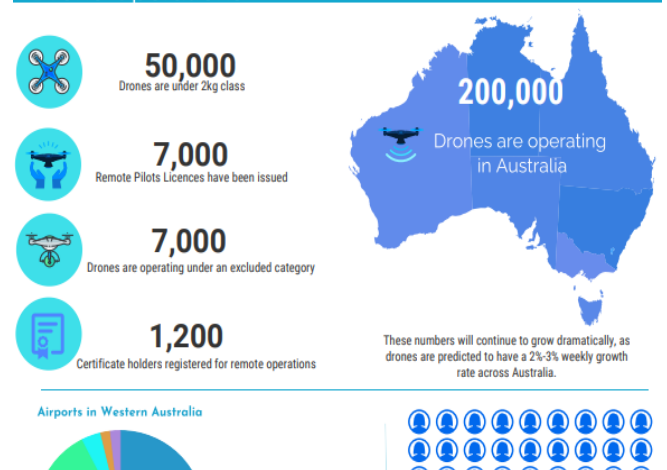 50,000
Drones are under 2kg class
7,000
Remote Pilots Licences have been issued
7,000
Drones are operating under an excluded category
1,200
Certificate holders registered for remote operations
200,000
Drones are operating
in Australia
These numbers will continue to grow dramatically, as
drones are predicted to have a 2%-3% weekly growth
rate across Australia.
Airports in Western Australia